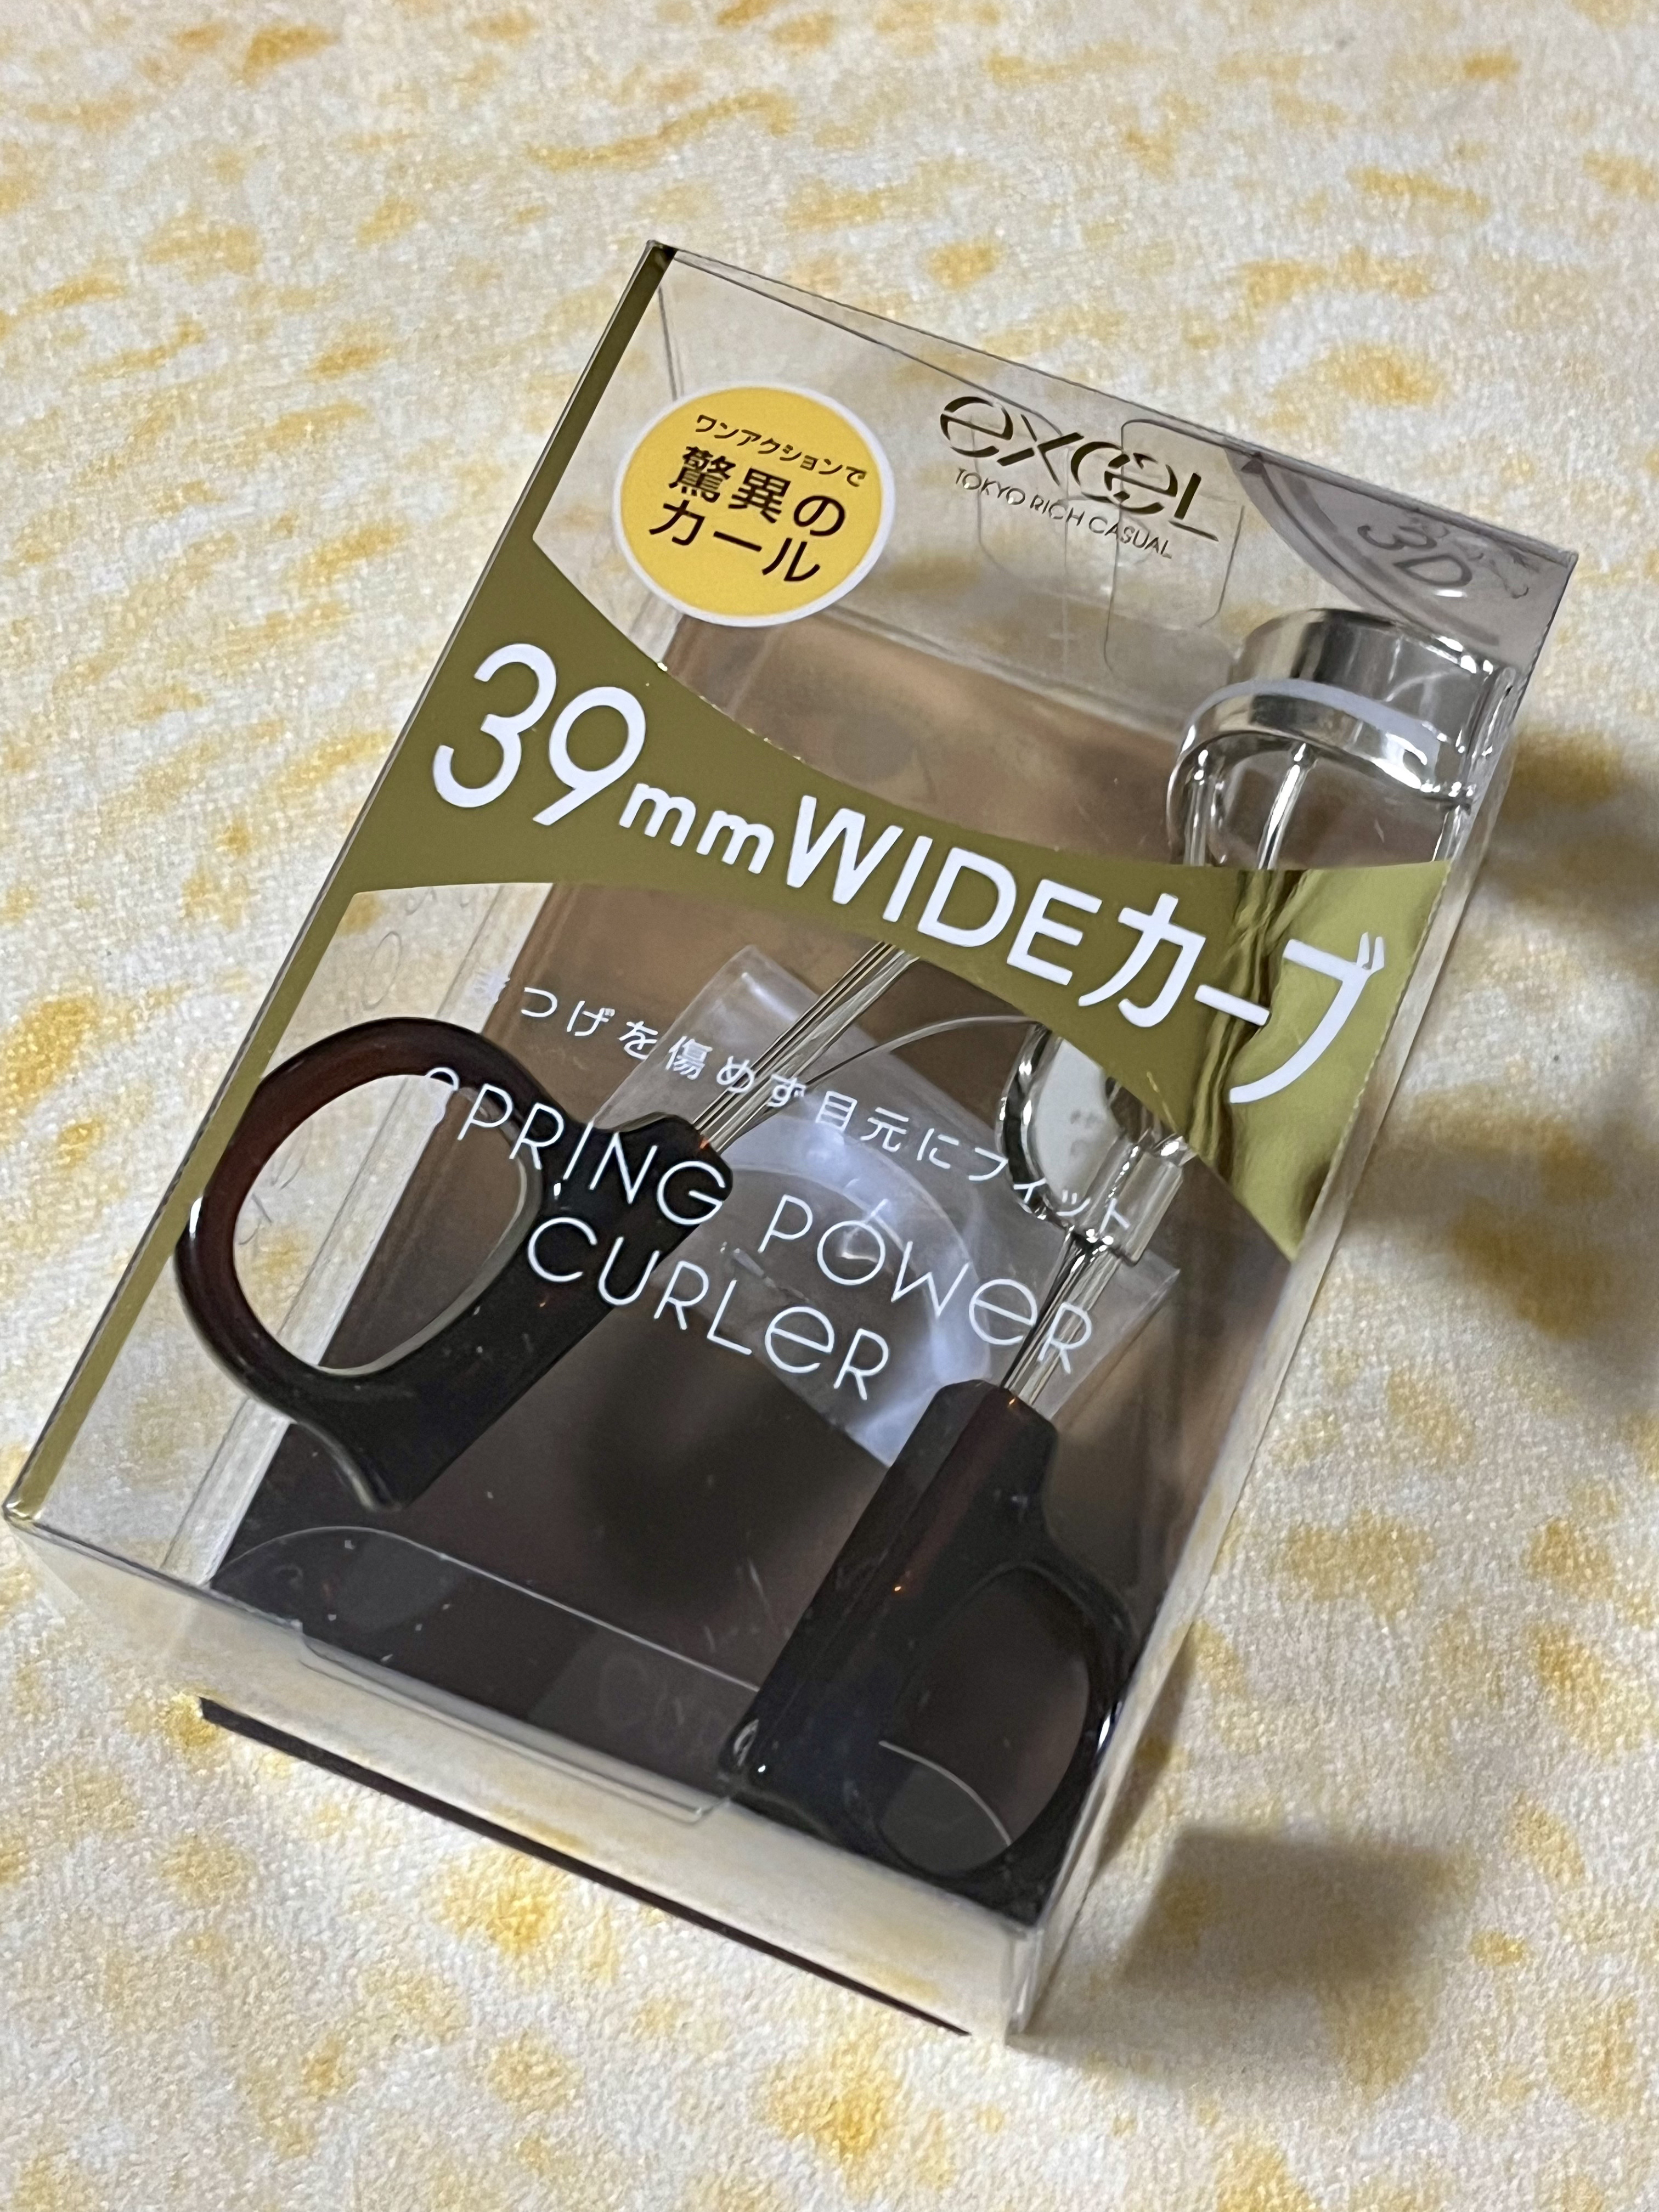 excel
TOKYO RICH CASUAL
ワンアクションで
驚異の
カール
3D
39mmWIDEカーブ
まつげを傷めず目元にフィット
SPRING POWER
CURLER